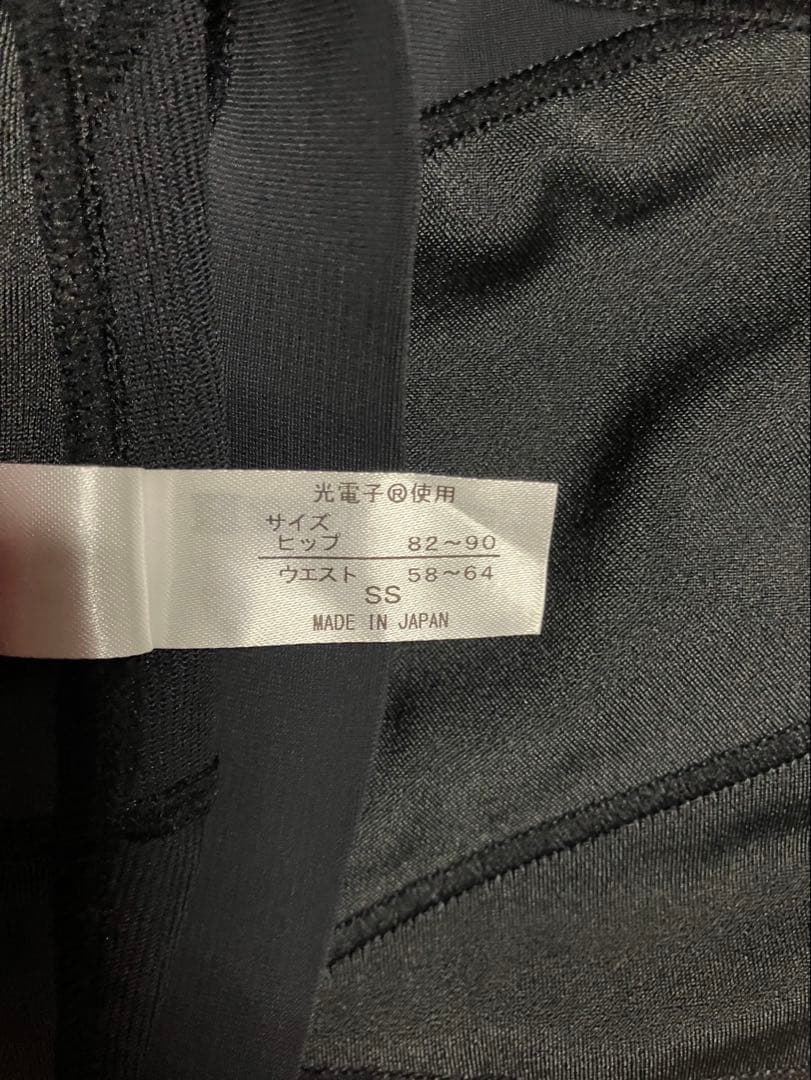 光電子®使用
サイズ
ヒップ 82～90
ウエスト 58～64
SS
MADE IN JAPAN